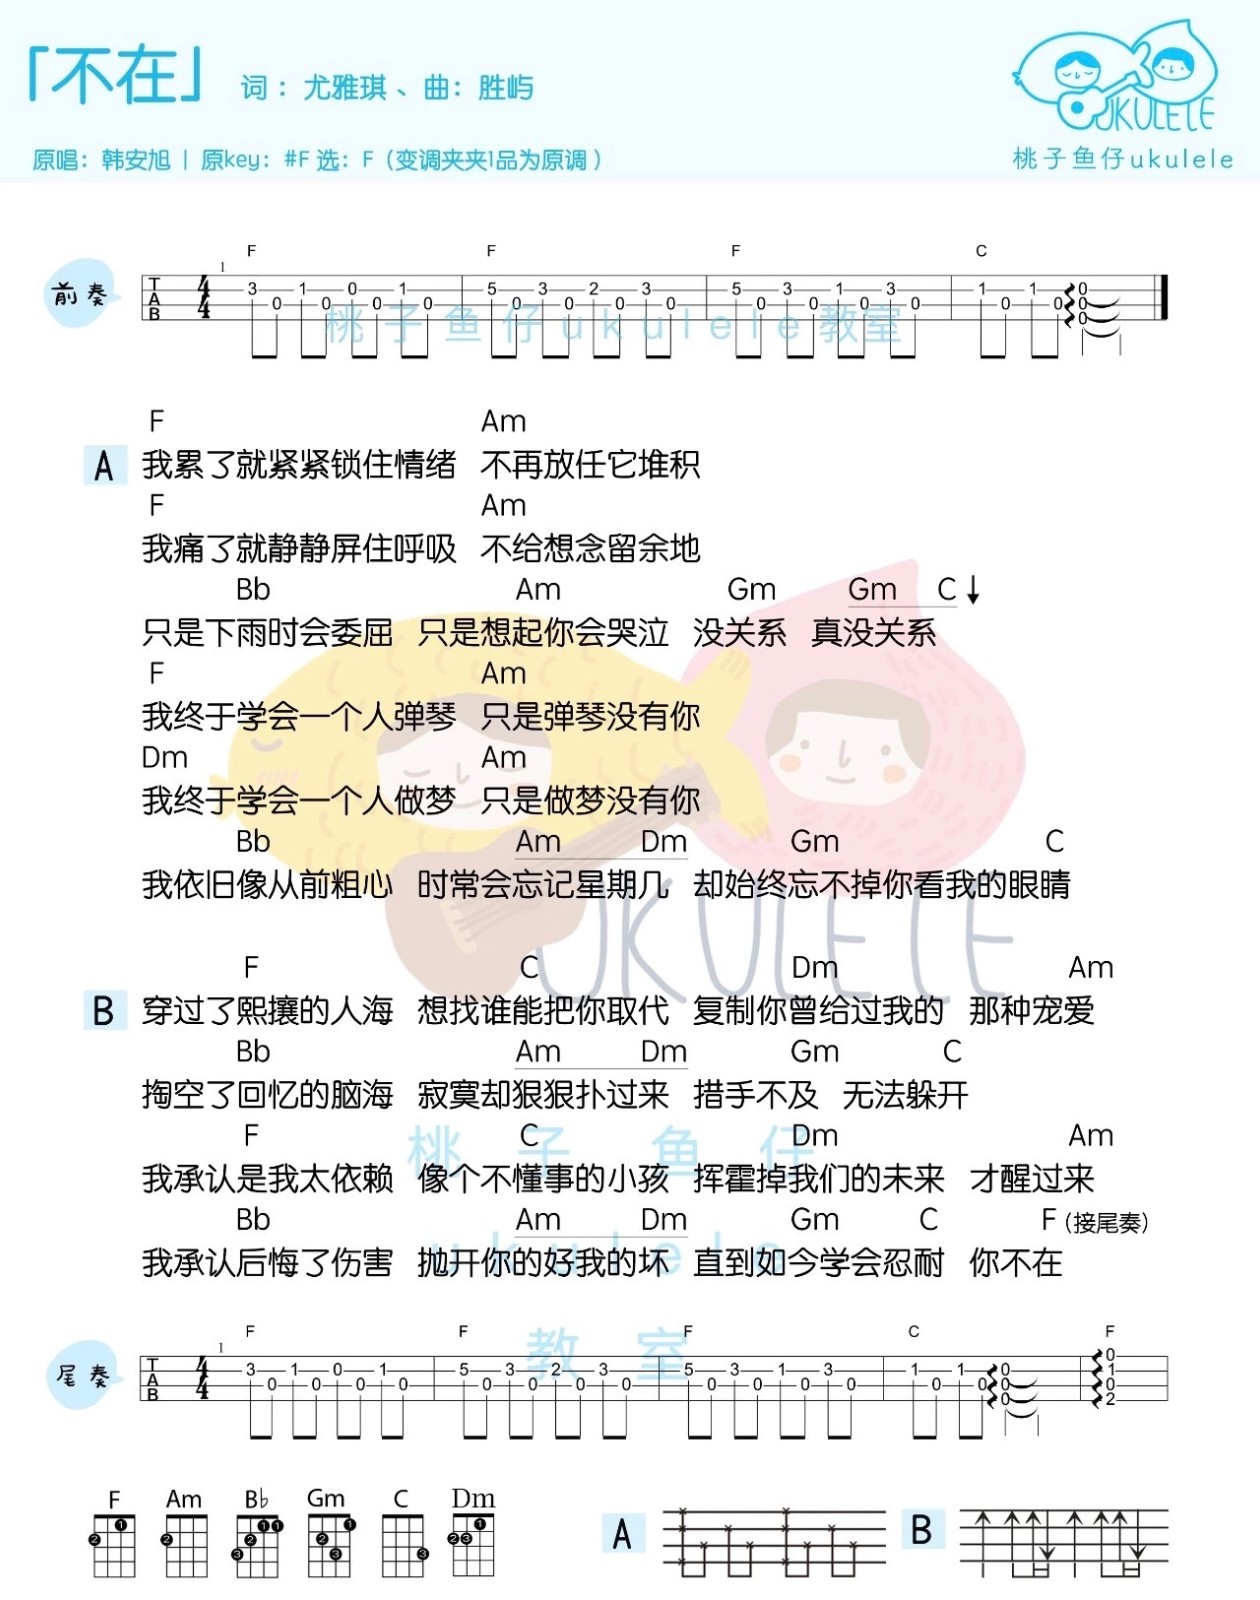 「不在」 词：尤雅琪、曲：胜屿
原唱：韩安旭 | 原key：#F 选：F（变调夹夹1品为原调）
UKULELE
桃子鱼仔ukulele
F F F C
前奏
1
T A B 4 4 3 0 1 0 0 0 1 0 5 0 3 0 2 0 3 0 5 0 3 0 1 0 3 0 1 0 1 0 0 0 0
桃子鱼仔ukulele教室
F Am
A 我累了就紧紧锁住情绪 不再放任它堆积
F Am
我痛了就静静屏住呼吸 不给想念留余地
Bb Am Gm Gm C↓
只是下雨时会委屈 只是想起你会哭泣 没关系 真没关系
F Am
我终于学会一个人弹琴 只是弹琴没有你
Dm Am
我终于学会一个人做梦 只是做梦没有你
Bb Am Dm Gm C
我依旧像从前粗心 时常会忘记星期几 却始终忘不掉你看我的眼睛
UKULELE
F C Dm Am
B 穿过了熙攘的人海 想找谁能把你取代 复制你曾给过我的 那种宠爱
Bb Am Dm Gm C
掏空了回忆的脑海 寂寞却狠狠扑过来 措手不及 无法躲开
F C Dm Am
桃子鱼仔
我承认是我太依赖 像个不懂事的小孩 挥霍掉我们的未来 才醒过来
Bb Am Dm Gm C F（接尾奏）
ukulele
我承认后悔了伤害 抛开你的好我的坏 直到如今学会忍耐 你不在
教室
F F F C F
尾奏
1
T A B 4 4 3 0 1 0 0 0 1 0 5 0 3 0 2 0 3 0 5 0 3 0 1 0 3 0 1 0 1 0 0 0 0 0 1 0 2
F Am B♭ Gm C Dm
2 1 2 3 2 1 1 2 3 1 3 2 3 1
A B